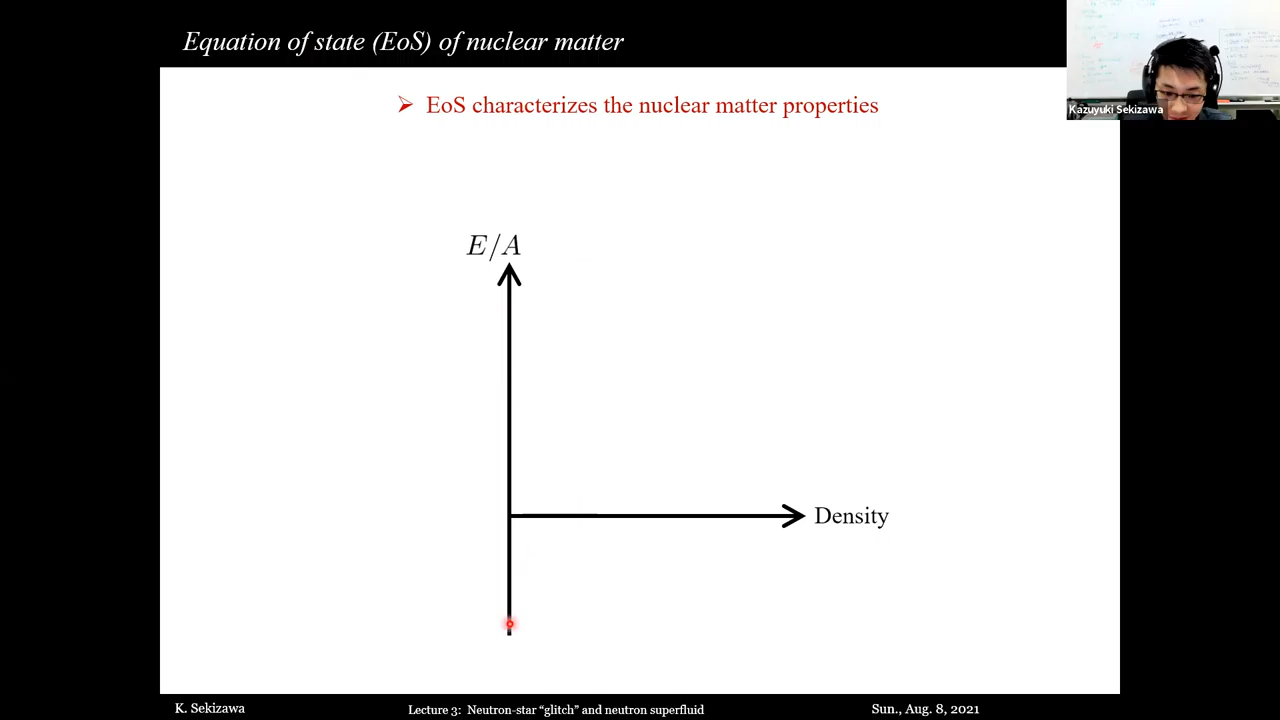 Equation of state (EoS) of nuclear matter
Kazuyuki Sekizawa
➢ EoS characterizes the nuclear matter properties
E/A
Density
K. Sekizawa
Lecture 3: Neutron-star “glitch” and neutron superfluid
Sun., Aug. 8, 2021